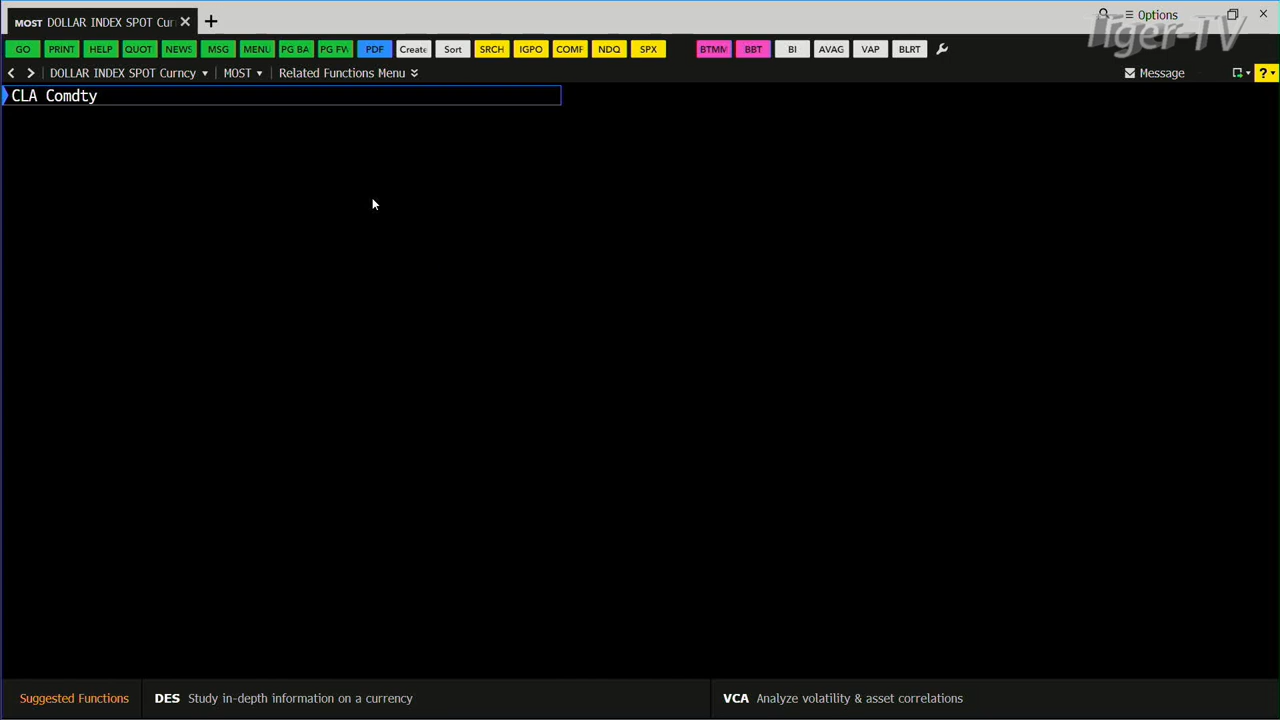 MOST DOLLAR INDEX SPOT Cur
Options
Tiger-TV
GO PRINT HELP QUOT NEWS MSG MENU PG BA PG FW PDF Create Sort SRCH IGPO COMF NDQ SPX BTMM BBT BI AVAG VAP BLRT
DOLLAR INDEX SPOT Curncy MOST Related Functions Menu Message ?
CLA Comdty
Suggested Functions DES Study in-depth information on a currency VCA Analyze volatility & asset correlations